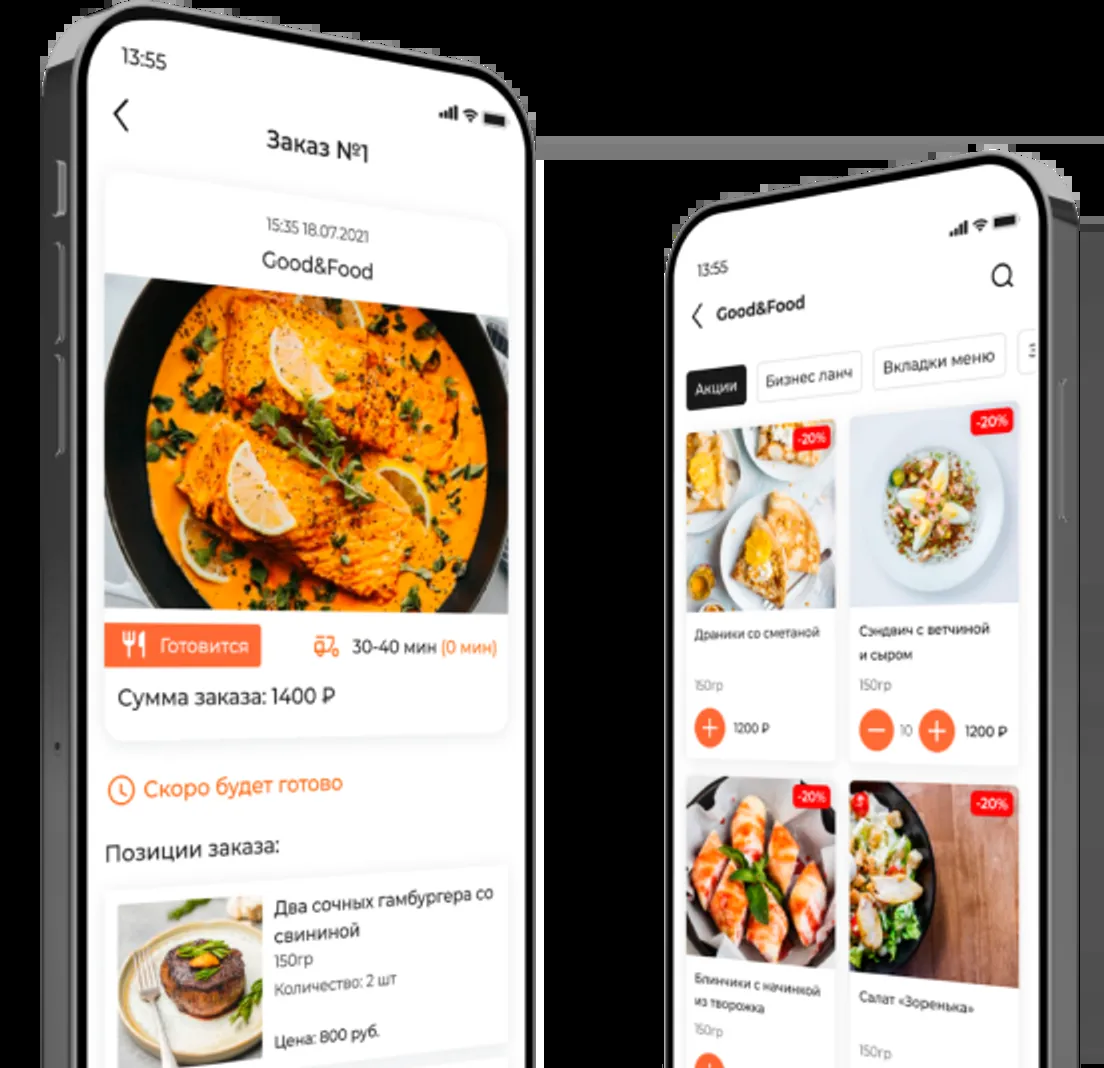 13:55
Заказ №1
15:35 18.07.2021
Good&Food
Готовится
30-40 мин (0 мин)
Сумма заказа: 1400 ₽
Скоро будет готово
Позиции заказа:
Два сочных гамбургера со
свининой
150гр
Количество: 2 шт
Цена: 800 руб.
13:55
Good&Food
Акции
Бизнес ланч
Вкладки меню
-20%
-20%
Драники со сметаной
150гр
1200 ₽
Сэндвич с ветчиной
и сыром
150гр
10
1200 ₽
-20%
-20%
Блинчики с начинкой
из творожка
150гр
Салат «Зоренька»
150гр